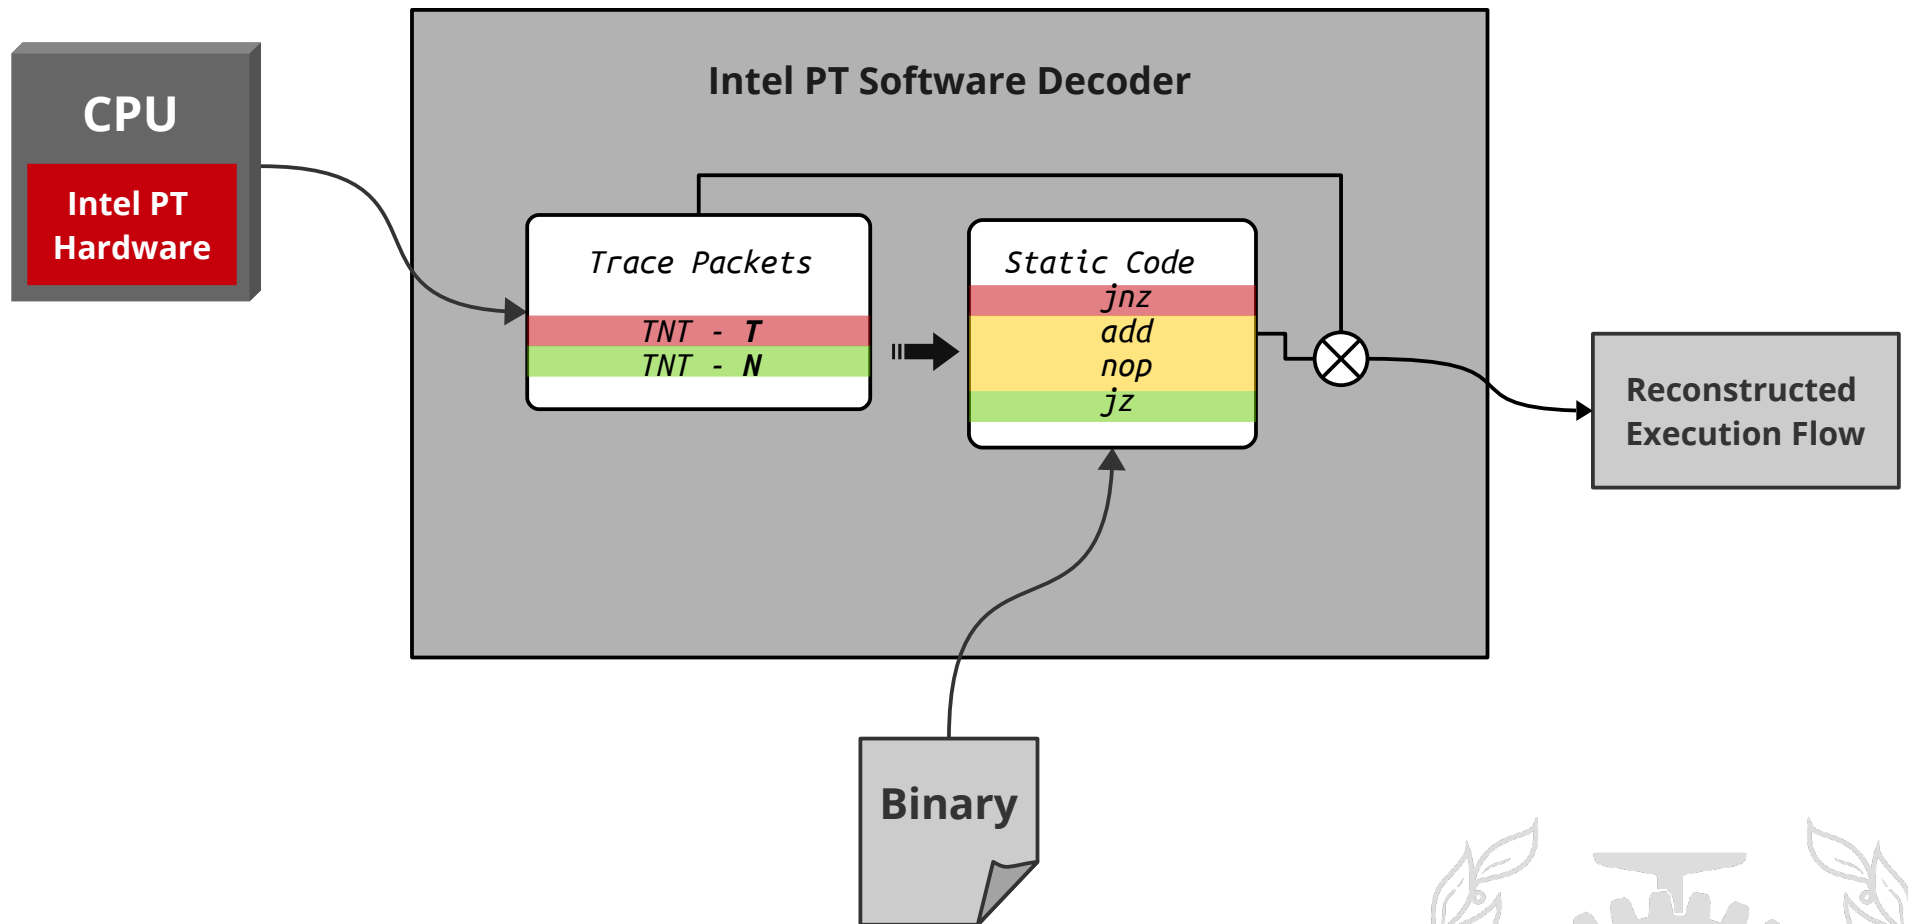 Intel PT Software Decoder
CPU
Intel PT
Hardware
Trace Packets
TNT - T
TNT - N
Static Code
jnz
add
nop
jz
Reconstructed
Execution Flow
Binary